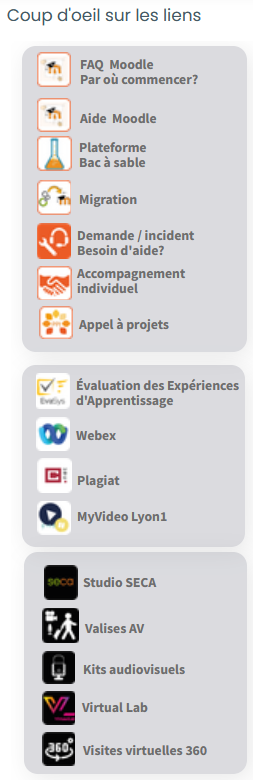 Coup d'oeil sur les liens
FAQ Moodle
Par où commencer?
Aide Moodle
Plateforme
Bac à sable
Migration
Demande / incident
Besoin d'aide?
Accompagnement
individuel
Appel à projets
Évaluation des Expériences
d'Apprentissage
EvaSys
Webex
Plagiat
MyVideo Lyon1
seca
Studio SECA
Valises AV
Kits audiovisuels
Virtual Lab
360°
Visites virtuelles 360